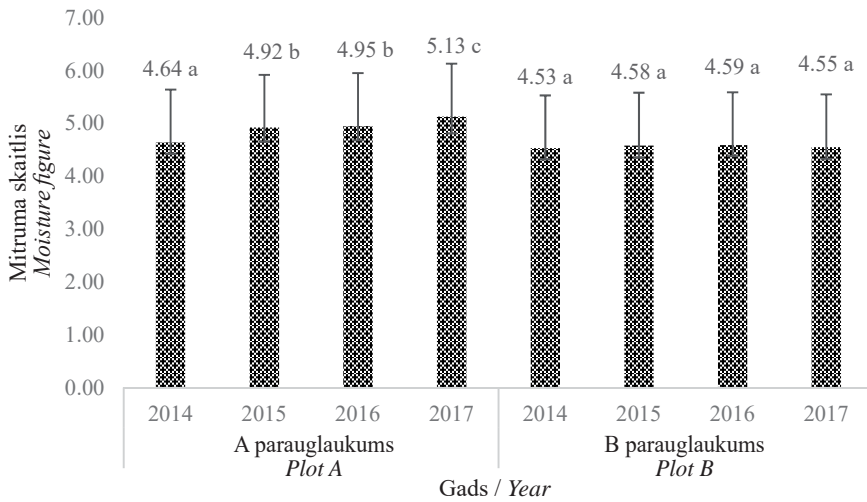 7.00
6.00
5.00
4.00
3.00
2.00
1.00
0.00
Mitruma skaitlis
Moisture figure
4.64 a
4.92 b
4.95 b
5.13 c
4.53 a
4.58 a
4.59 a
4.55 a
2014 2015 2016 2017 2014 2015 2016 2017
A parauglaukums B parauglaukums
Plot A Plot B
Gads / Year